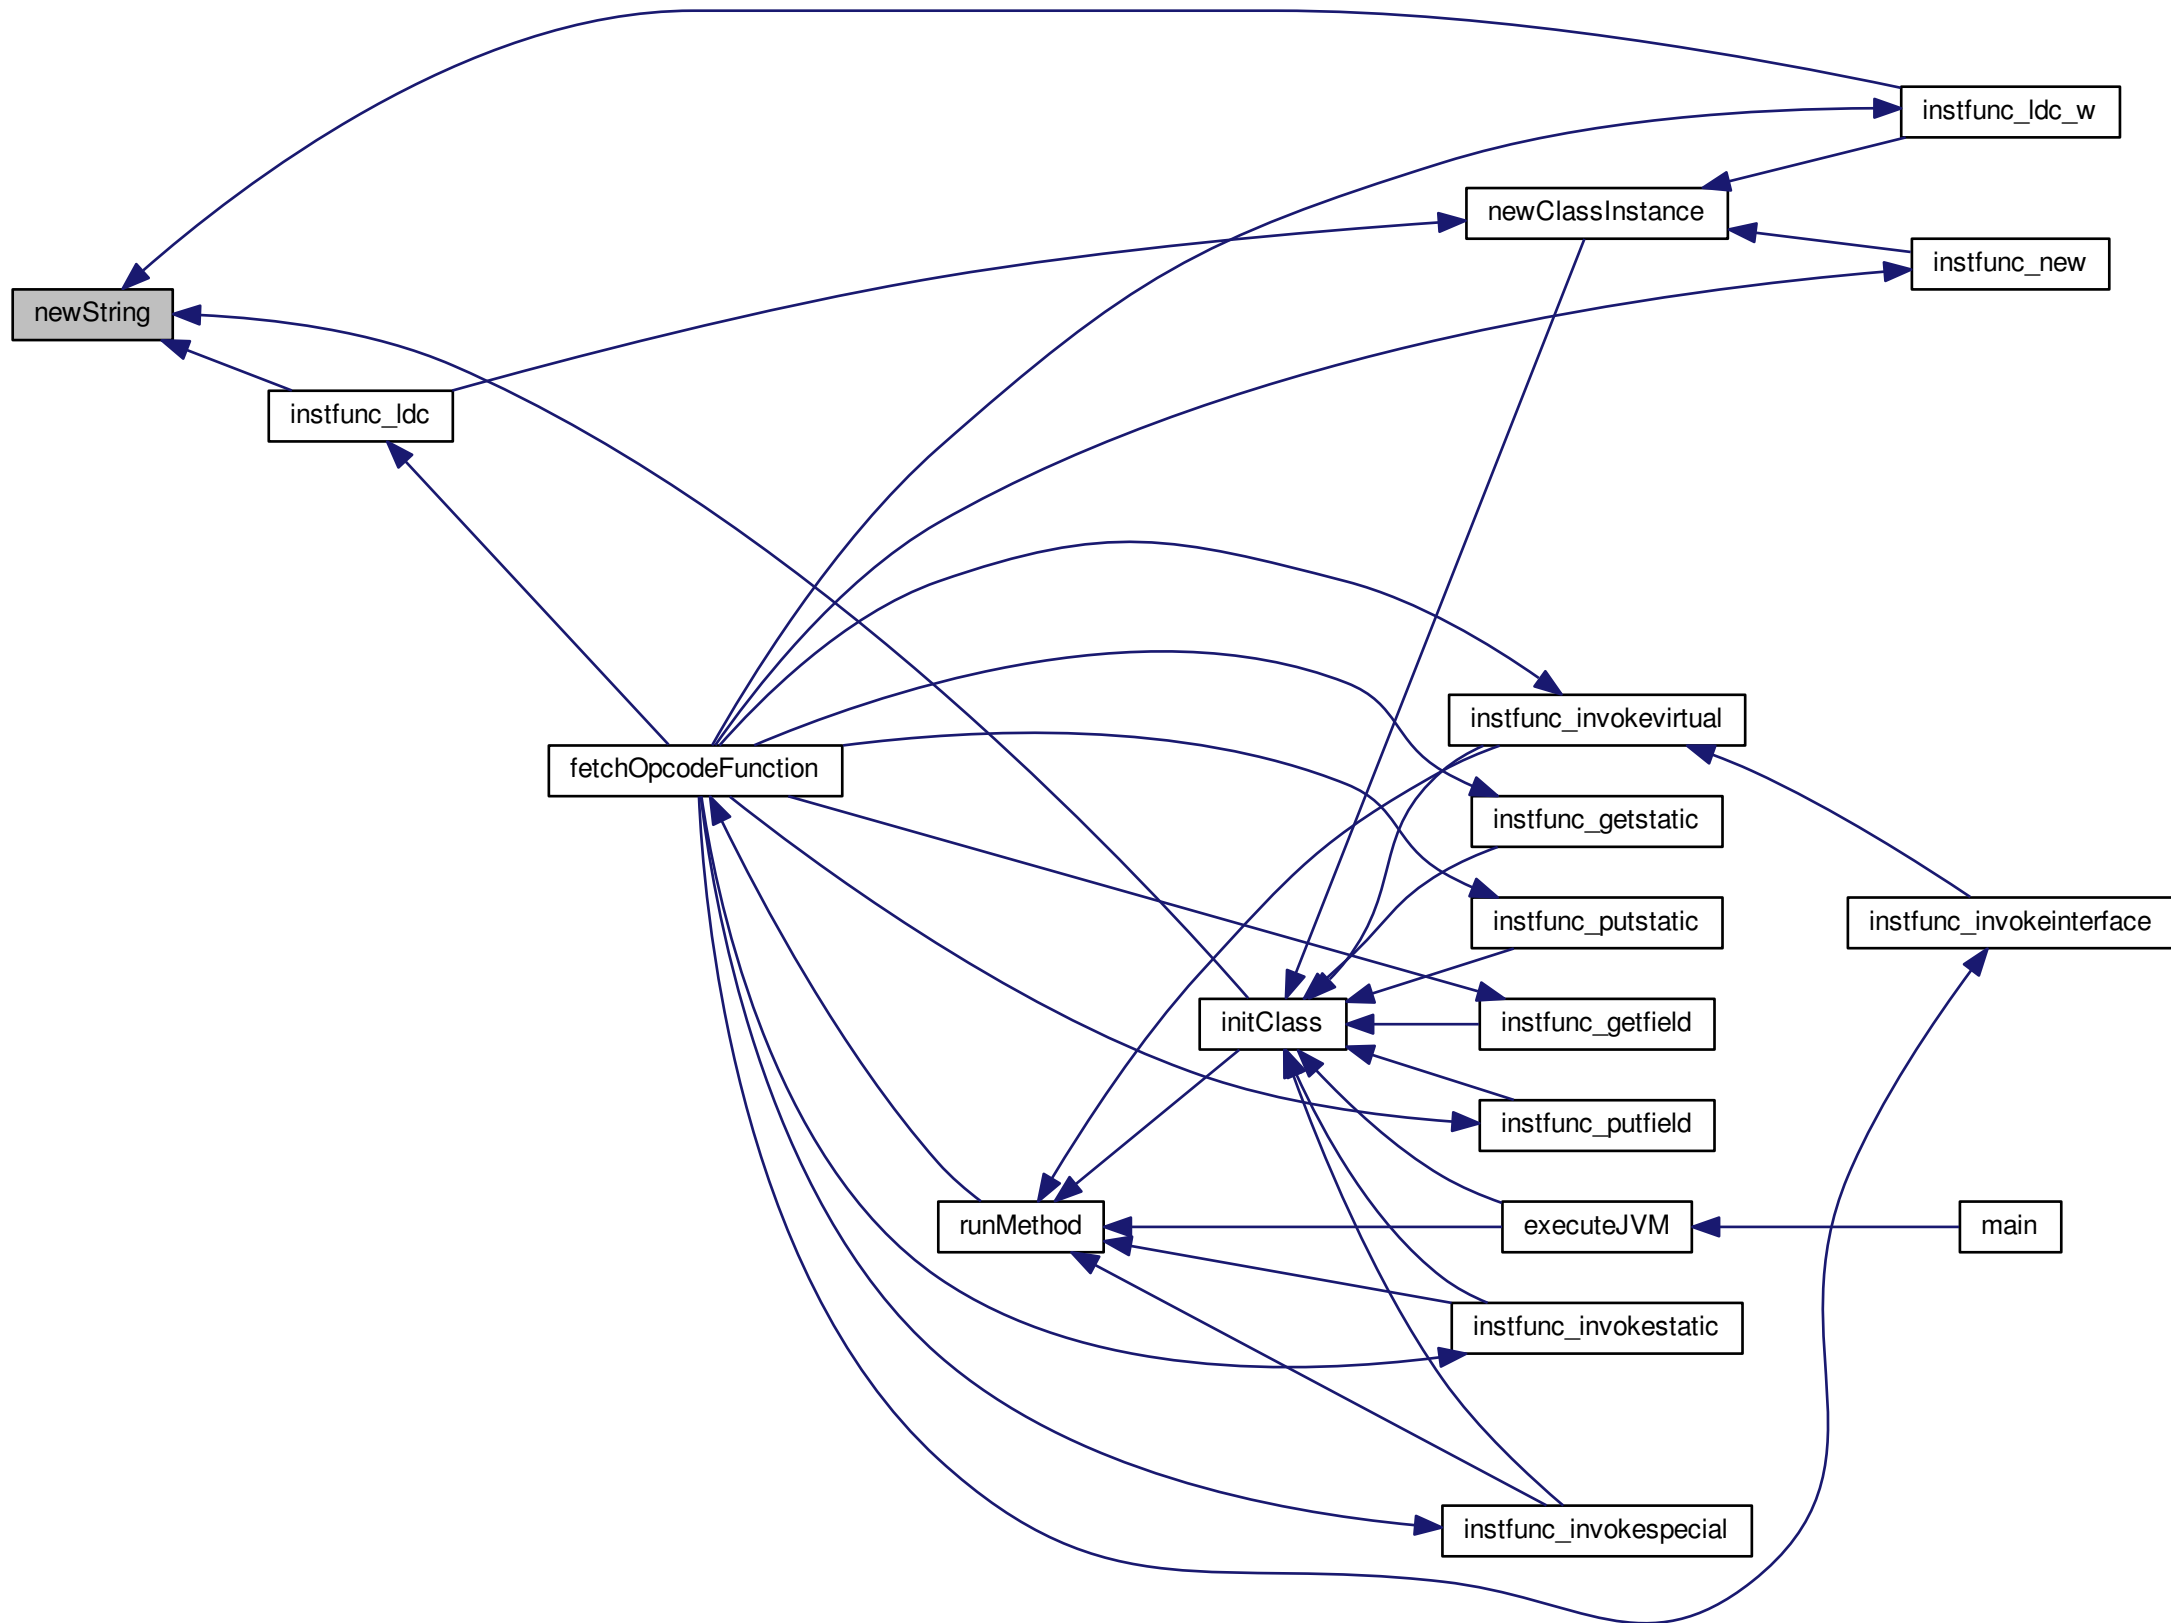 instfunc_ldc_w
newClassInstance
instfunc_new
newString
instfunc_ldc
instfunc_invokevirtual
fetchOpcodeFunction
instfunc_getstatic
instfunc_putstatic
instfunc_invokeinterface
initClass
instfunc_getfield
instfunc_putfield
runMethod
executeJVM
main
instfunc_invokestatic
instfunc_invokespecial